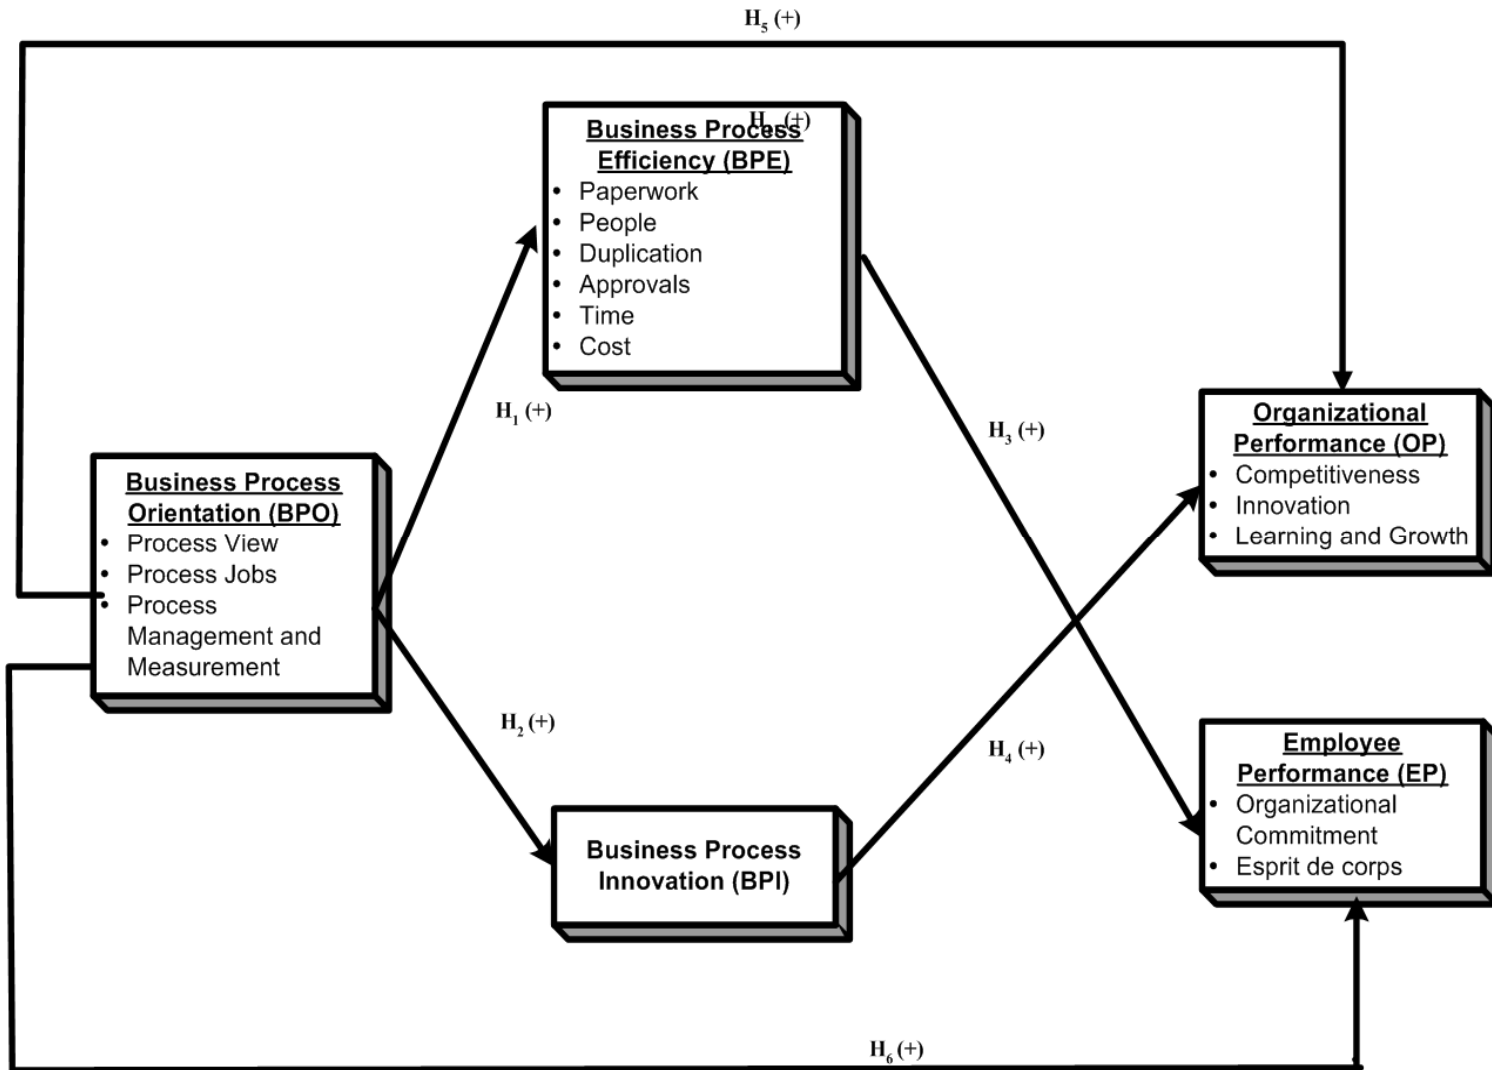 H5 (+)
H (+)
Business Process
Efficiency (BPE)
• Paperwork
• People
• Duplication
• Approvals
• Time
• Cost
H1 (+)
H3 (+)
Organizational
Performance (OP)
• Competitiveness
• Innovation
• Learning and Growth
Business Process
Orientation (BPO)
• Process View
• Process Jobs
• Process
Management and
Measurement
H2 (+)
H4 (+)
Employee
Performance (EP)
• Organizational
Commitment
• Esprit de corps
Business Process
Innovation (BPI)
H6 (+)